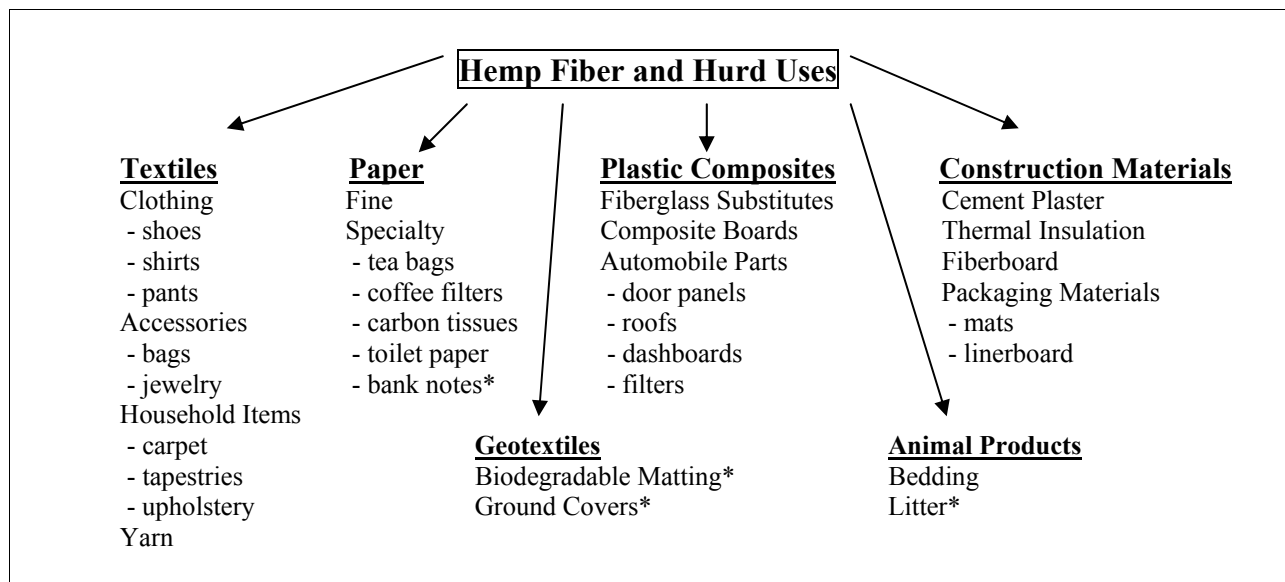 Hemp Fiber and Hurd Uses
Textiles
Clothing
- shoes
- shirts
- pants
Accessories
- bags
- jewelry
Household Items
- carpet
- tapestries
- upholstery
Yarn
Paper
Fine
Specialty
- tea bags
- coffee filters
- carbon tissues
- toilet paper
- bank notes*
Plastic Composites
Fiberglass Substitutes
Composite Boards
Automobile Parts
- door panels
- roofs
- dashboards
- filters
Construction Materials
Cement Plaster
Thermal Insulation
Fiberboard
Packaging Materials
- mats
- linerboard
Geotextiles
Biodegradable Matting*
Ground Covers*
Animal Products
Bedding
Litter*